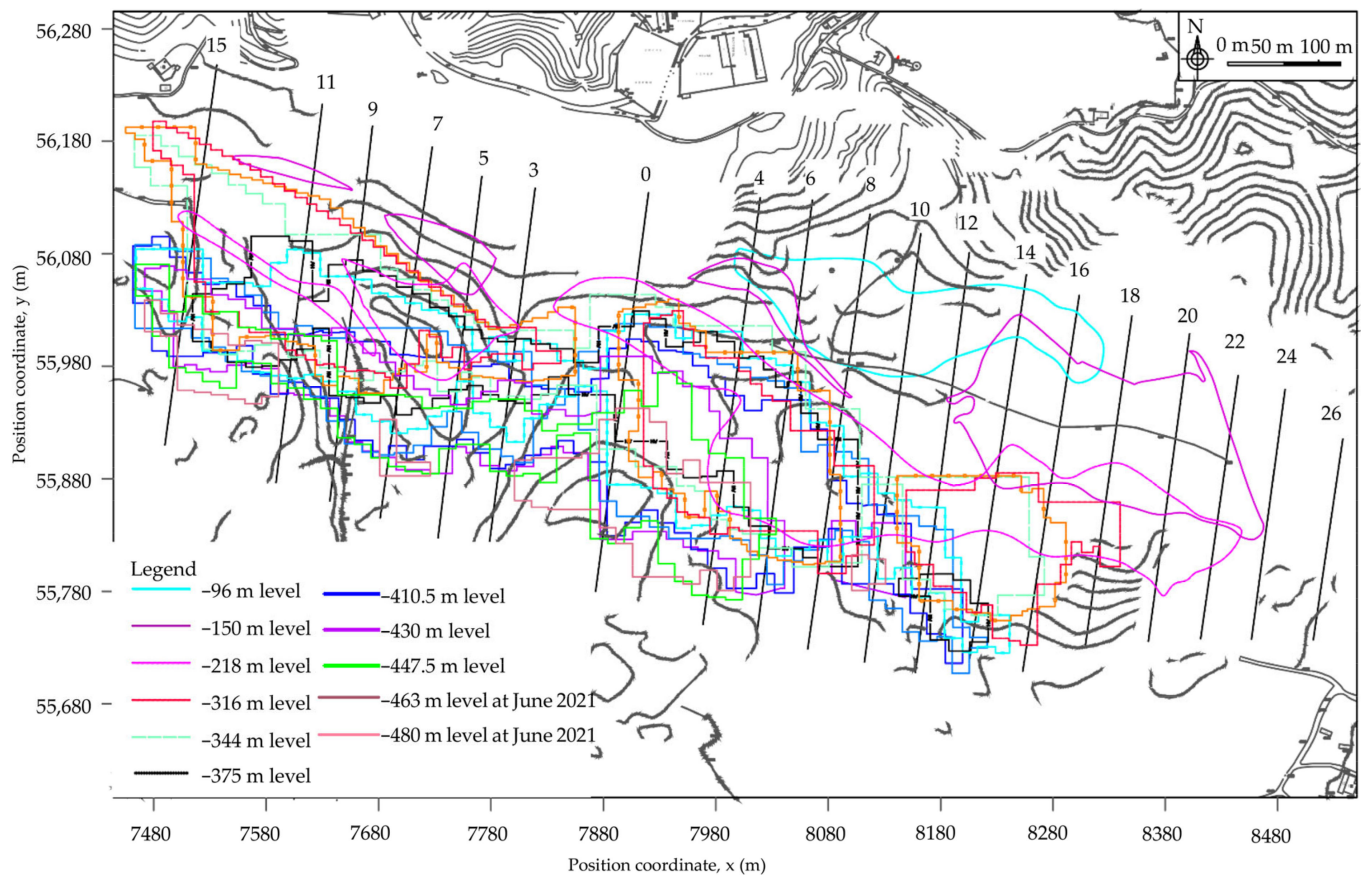 56,280
56,180
56,080
55,980
55,880
55,780
55,680
Position coordinate, y (m)
N
0 m 50 m 100 m
15
11
9
7
5
3
0
4
6
8
10
12
14
16
18
20
22
24
26
Legend
–96 m level
–150 m level
–218 m level
–316 m level
–344 m level
–375 m level
–410.5 m level
–430 m level
–447.5 m level
–463 m level at June 2021
–480 m level at June 2021
7480 7580 7680 7780 7880 7980 8080 8180 8280 8380 8480
Position coordinate, x (m)